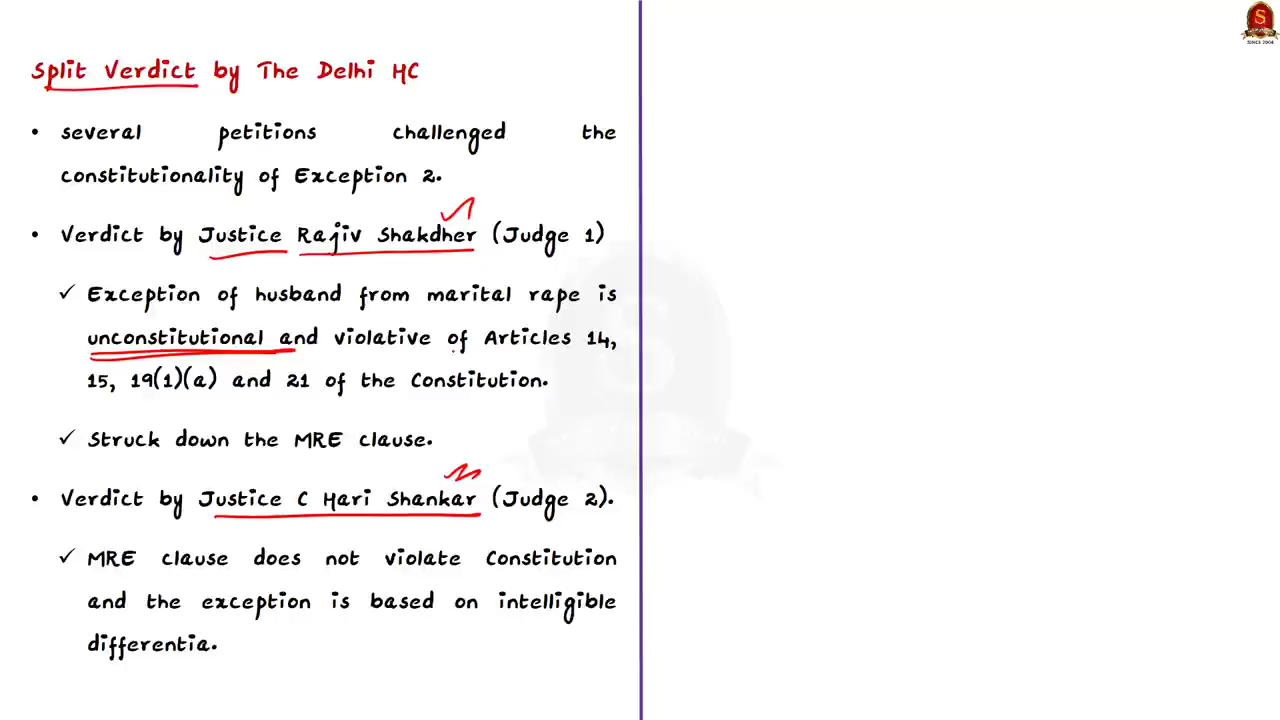 Split Verdict by The Delhi HC
• several petitions challenged the
constitutionality of Exception 2.
• Verdict by Justice Rajiv Shakdher (Judge 1)
✓ Exception of husband from marital rape is
unconstitutional and violative of Articles 14,
15, 19(1)(a) and 21 of the Constitution.
✓ Struck down the MRE clause.
• Verdict by Justice C Hari Shankar (Judge 2).
✓ MRE clause does not violate Constitution
and the exception is based on intelligible
differentia.
S
SINCE 2004